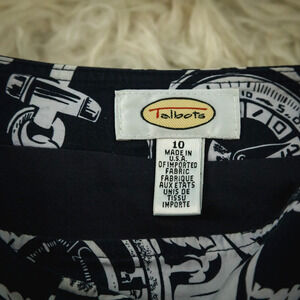 Talbots
10
MADE IN
U.S.A.
OF IMPORTED
FABRIC
FABRIQUE
AUX ETATS
UNIS DE
TISSU
IMPORTE